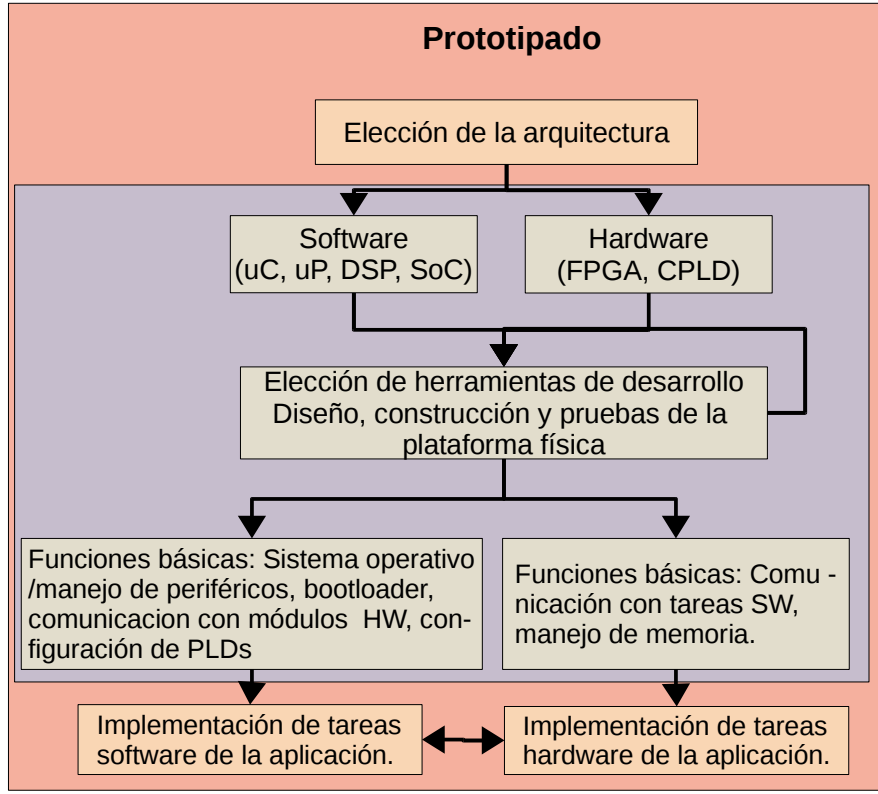 Prototipado
Elección de la arquitectura
Software
(uC, uP, DSP, SoC)
Hardware
(FPGA, CPLD)
Elección de herramientas de desarrollo
Diseño, construcción y pruebas de la
plataforma física
Funciones básicas: Sistema operativo
/manejo de periféricos, bootloader,
comunicacion con módulos HW, con-
figuración de PLDs
Funciones básicas: Comu -
nicación con tareas SW,
manejo de memoria.
Implementación de tareas
software de la aplicación.
Implementación de tareas
hardware de la aplicación.